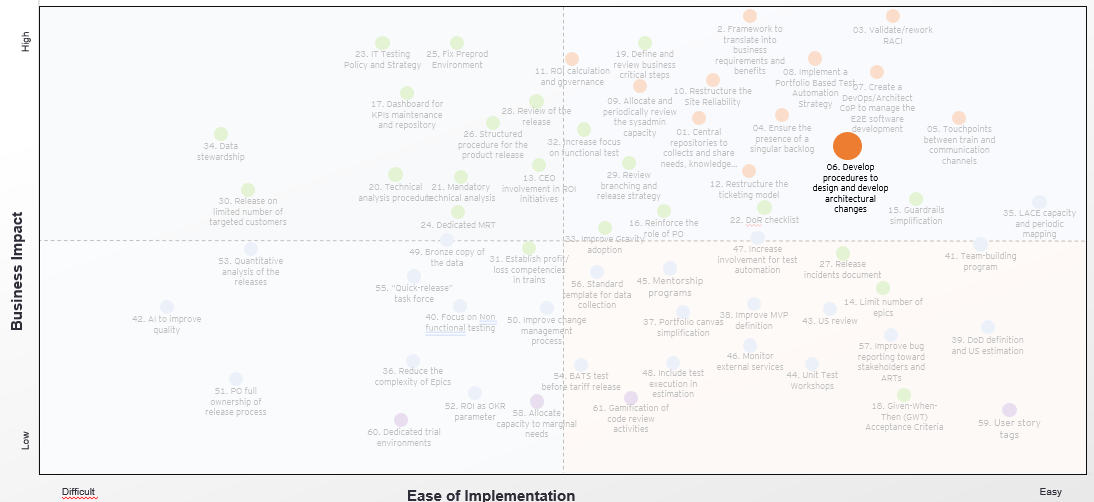 High
Business Impact
Low
Difficult
Ease of Implementation
Easy
23. IT Testing
Policy and Strategy
25. Fix Preprod
Environment
11. ROI calculation
and governance
19. Define and
review business
critical steps
2. Framework to
translate into
business
requirements and
benefits
03. Validate/rework
RACI
08. Implement a
Portfolio Based Test
Automation
Strategy
07. Create a
DevOps/Architect
CoP to manage the
E2E software
development
10. Restructure the
Site Reliability
09. Allocate and
periodically review
the sysadmin
capacity
17. Dashboard for
KPIs maintenance
and repository
28. Review of the
release
26. Structured
procedure for the
product release
32. Increase focus
on functional test
01. Central
repositories to
collects and share
needs, knowledge...
04. Ensure the
presence of a
singular backlog
05. Touchpoints
between train and
communication
channels
34. Data
stewardship
06. Develop
procedures to
design and develop
architectural
changes
20. Technical
analysis procedure
21. Mandatory
technical analysis
13. CEO
involvement in ROI
initiatives
29. Review
branching and
release strategy
12. Restructure the
ticketing model
30. Release on
limited number of
targeted customers
24. Dedicated MRT
16. Reinforce the
role of PO
22. DoR checklist
15. Guardrails
simplification
35. LACE capacity
and periodic
mapping
33. Improve Gravity
adoption
49. Bronze copy of
the data
53. Quantitative
analysis of the
releases
31. Establish profit/
loss competencies
in trains
47. Increase
involvement for test
automation
27. Release
incidents document
41. Team-building
program
55. "Quick-release"
task force
56. Standard
template for data
collection
45. Mentorship
programs
14. Limit number of
epics
42. AI to improve
quality
40. Focus on Non
functional testing
50. Improve change
management
process
37. Portfolio canvas
simplification
38. Improve MVP
definition
43. US review
39. DoD definition
and US estimation
57. Improve bug
reporting toward
stakeholders and
ARTs
46. Monitor
external services
36. Reduce the
complexity of Epics
54. BATS test
before tariff release
48. Include test
execution in
estimation
44. Unit Test
Workshops
51. PO full
ownership of
release process
52. ROI as OKR
parameter
58. Allocate
capacity to marginal
needs
61. Gamification of
code review
activities
18. Given-When-
Then (GWT)
Acceptance Criteria
59. User story
tags
60. Dedicated trial
environments